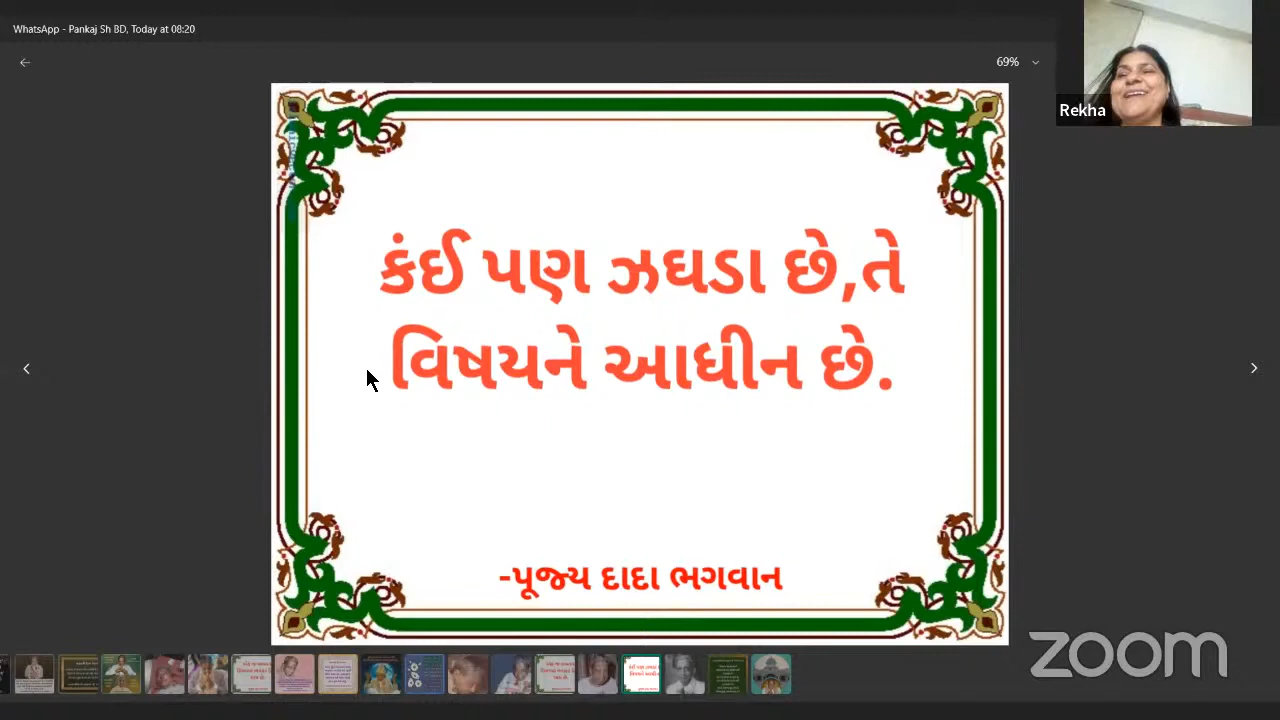 WhatsApp - Pankaj Sh BD, Today at 08:20
69%
Rekha
કંઈ પણ ઝઘડા છે,તે
વિષયને આધીન છે.
-પૂજ્ય દાદા ભગવાન
zoom